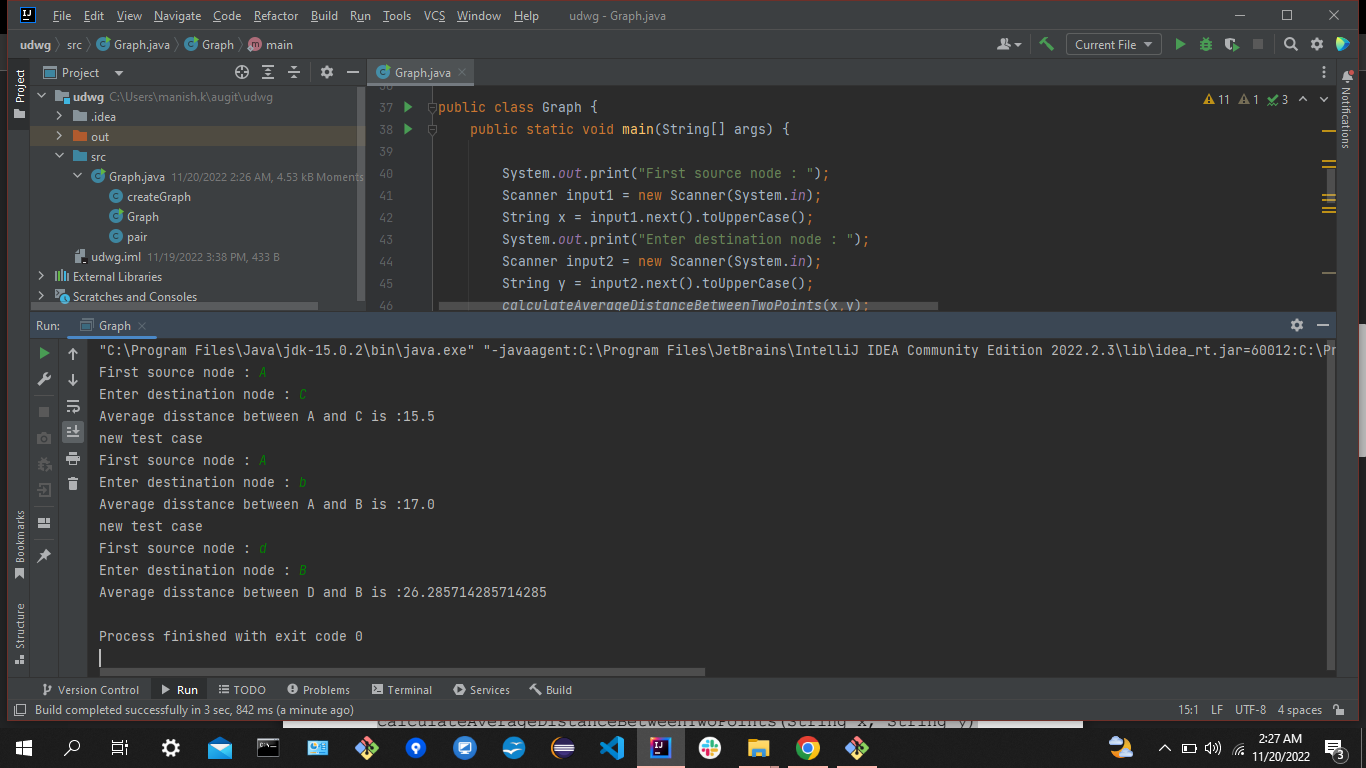 File Edit View Navigate Code Refactor Build Run Tools VCS Window Help udwg - Graph.java
udwg src Graph.java Graph main Current File
Project Graph.java
udwg C:\Users\manish.k\augit\udwg
.idea
out
src
Graph.java 11/20/2022 2:26 AM, 4.53 kB Moments
createGraph
Graph
pair
udwg.iml 11/19/2022 3:38 PM, 433 B
External Libraries
Scratches and Consoles
11 1 3
37 public class Graph {
38 public static void main(String[] args) {
39
40 System.out.print("First source node : ");
41 Scanner input1 = new Scanner(System.in);
42 String x = input1.next().toUpperCase();
43 System.out.print("Enter destination node : ");
44 Scanner input2 = new Scanner(System.in);
45 String y = input2.next().toUpperCase();
46 calculateAverageDistanceBetweenTwoPoints(x,y);
Project
Notifications
Bookmarks
Structure
Run: Graph
"C:\Program Files\Java\jdk-15.0.2\bin\java.exe" "-javaagent:C:\Program Files\JetBrains\IntelliJ IDEA Community Edition 2022.2.3\lib\idea_rt.jar=60012:C:\Pr
First source node : A
Enter destination node : C
Average disstance between A and C is :15.5
new test case
First source node : A
Enter destination node : b
Average disstance between A and B is :17.0
new test case
First source node : d
Enter destination node : B
Average disstance between D and B is :26.285714285714285
Process finished with exit code 0
Version Control Run TODO Problems Terminal Services Build
Build completed successfully in 3 sec, 842 ms (a minute ago) 15:1 LF UTF-8 4 spaces
calculateAverageDistanceBetweenTwoPoints(String x, String y)
2:27 AM
11/20/2022
3